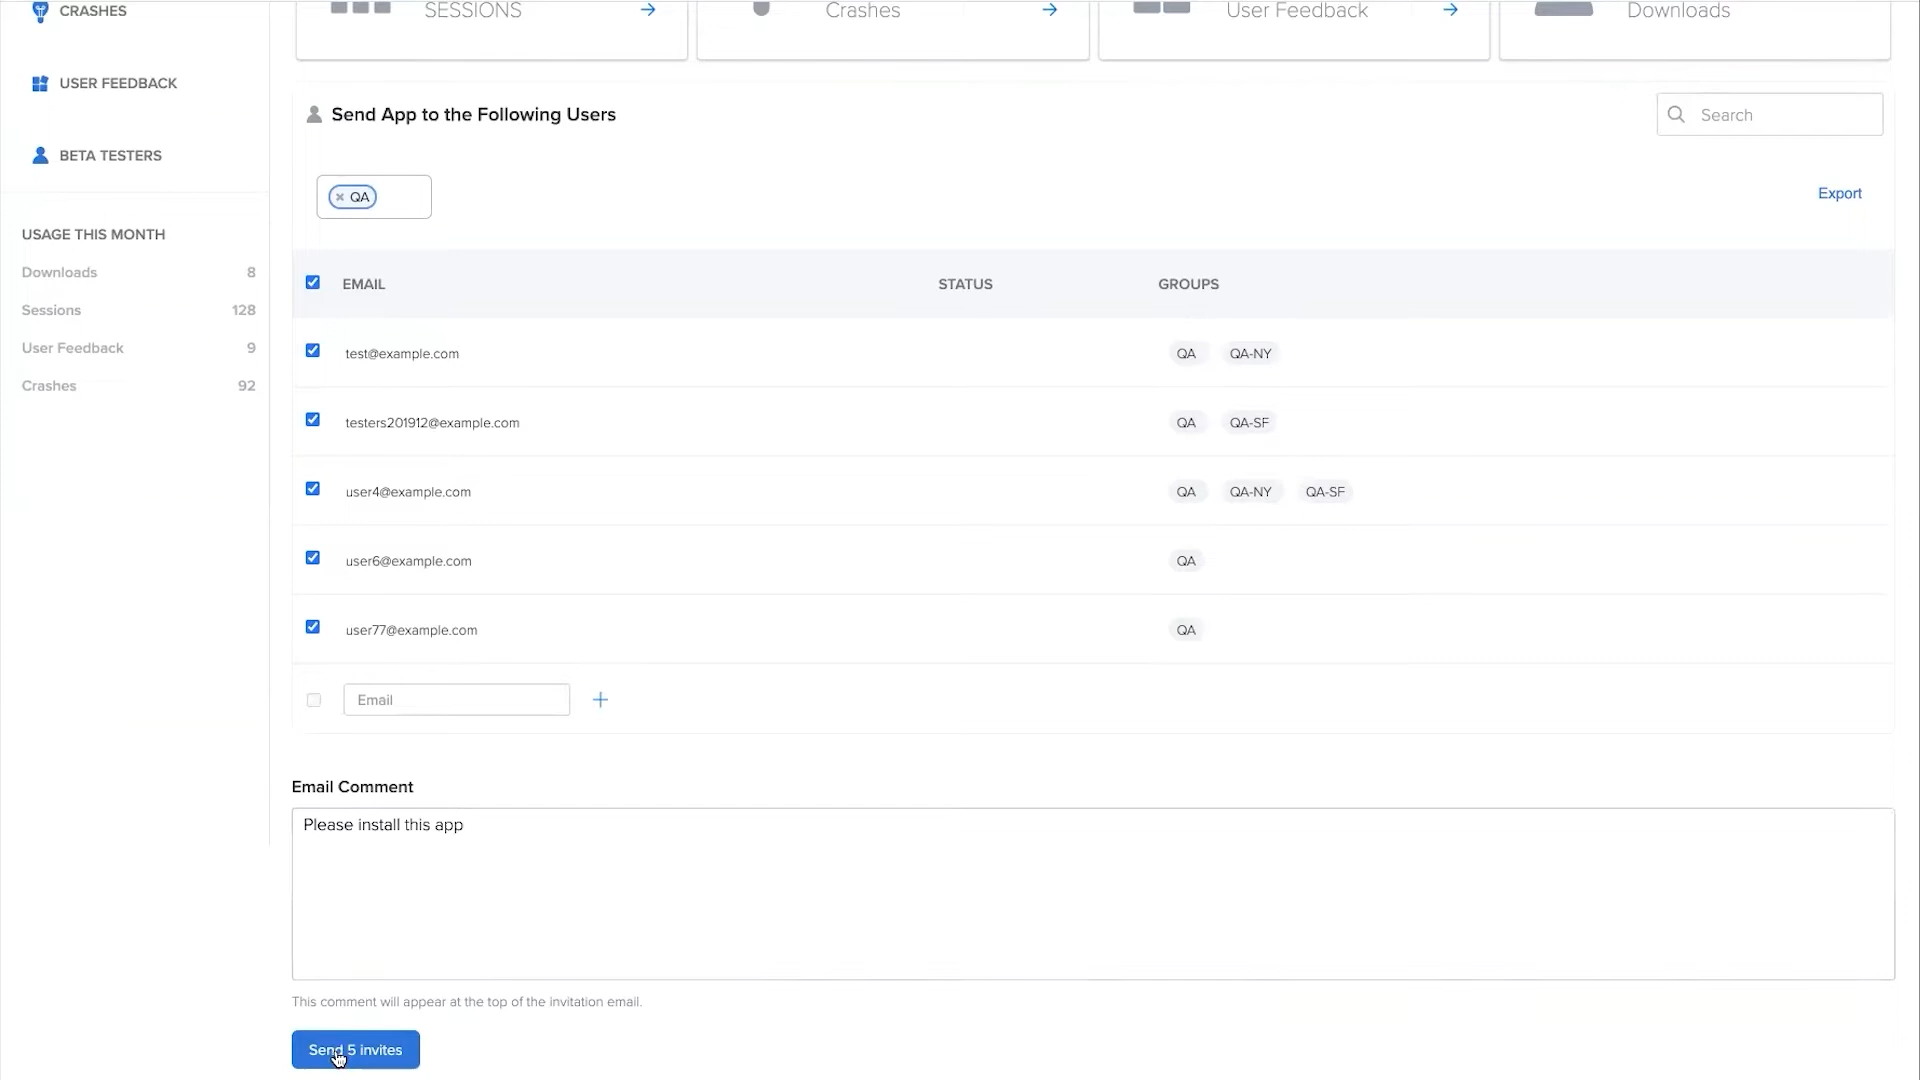 CRASHES
SESSIONS
Crashes
User Feedback
Downloads
USER FEEDBACK
BETA TESTERS
USAGE THIS MONTH
Downloads 8
Sessions 128
User Feedback 9
Crashes 92
Send App to the Following Users
Search
× QA
Export
EMAIL STATUS GROUPS
test@example.com QA QA-NY
testers201912@example.com QA QA-SF
user4@example.com QA QA-NY QA-SF
user6@example.com QA
user77@example.com QA
Email
Email Comment
Please install this app
This comment will appear at the top of the invitation email.
Send 5 invites